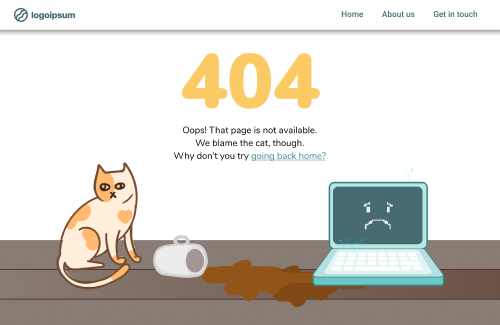 logoipsum
Home
About us
Get in touch
404
Oops! That page is not available.
We blame the cat, though.
Why don't you try going back home?